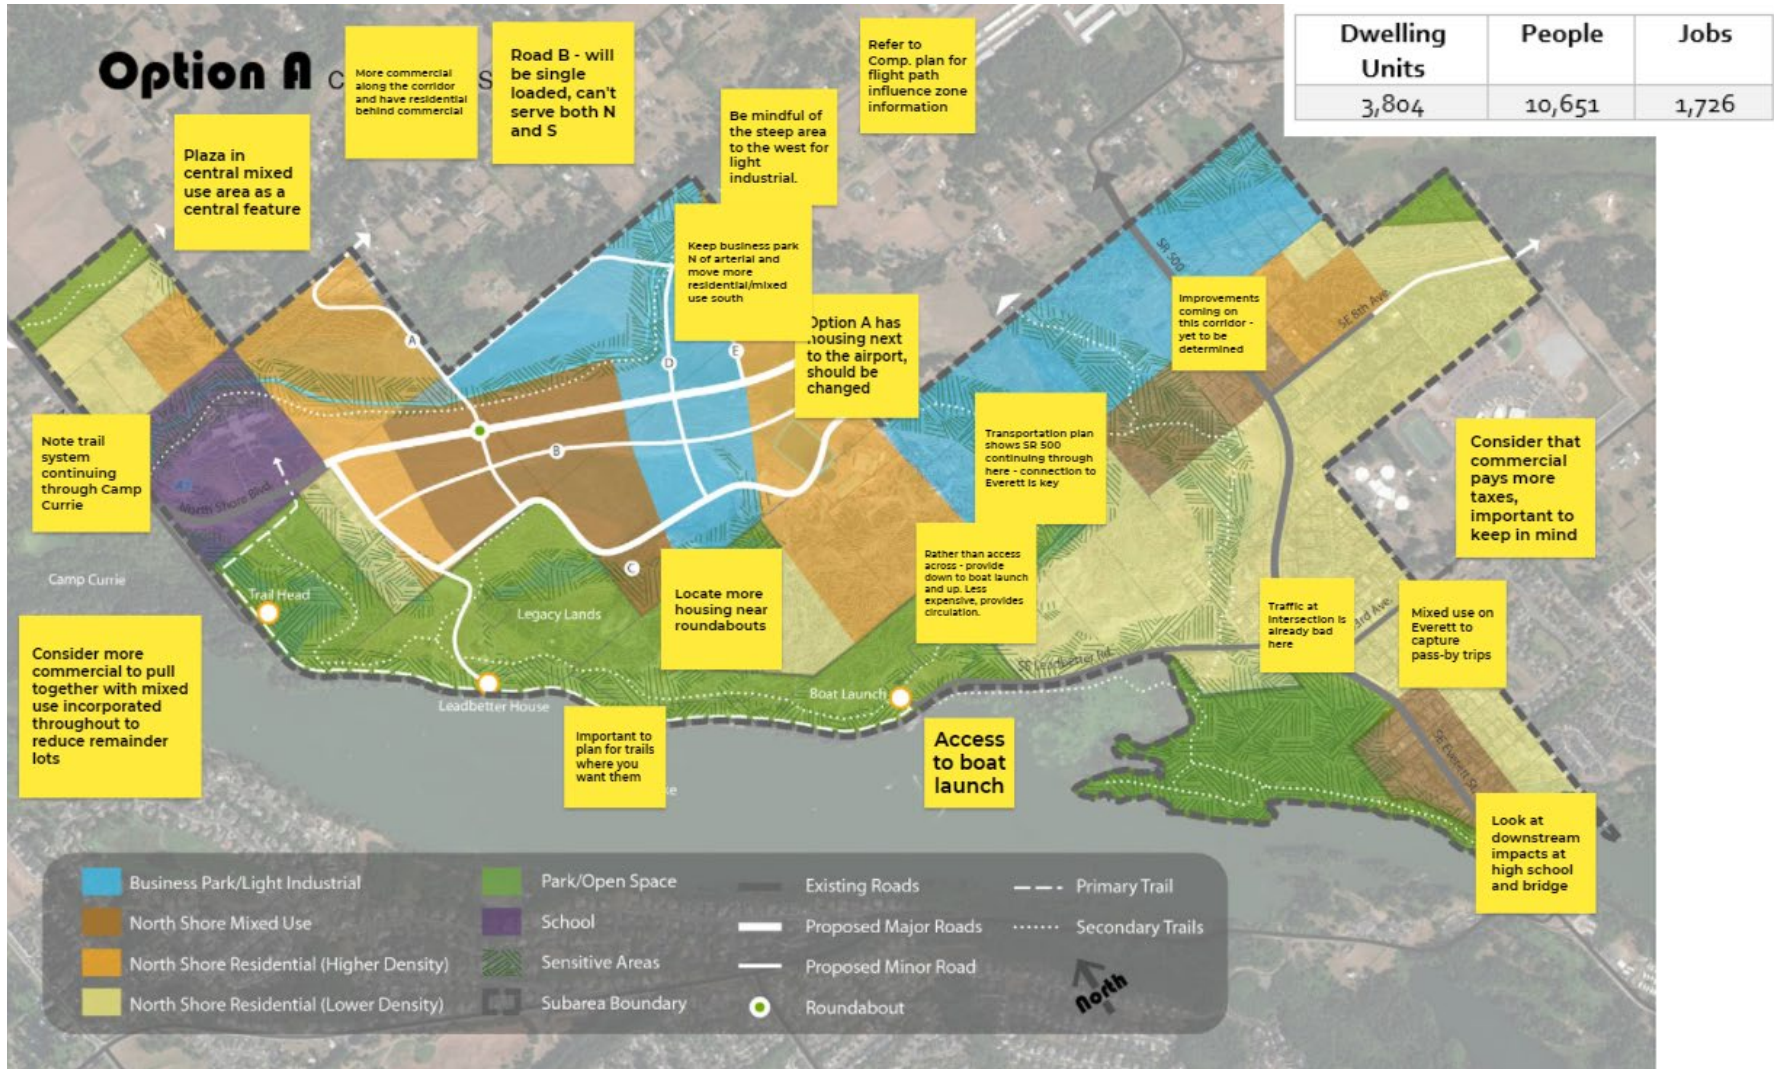 Option A
C
S
More commercial
along the corridor
and have residential
behind commercial
Road B - will
be single
loaded, can't
serve both N
and S
Refer to
Comp. plan for
flight path
influence zone
information
Dwelling
Units
People
Jobs
3,804
10,651
1,726
Plaza in
central mixed
use area as a
central feature
Be mindful of
the steep area
to the west for
light
industrial.
Keep business park
N of arterial and
move more
residential/mixed
use south
Option A has
housing next
to the airport,
should be
changed
SR 500
Improvements
coming on
this corridor -
yet to be
determined
SE 8th Ave.
A
D
E
B
C
Note trail
system
continuing
through Camp
Currie
North Shore Blvd.
Transportation plan
shows SR 500
continuing through
here - connection to
Everett is key
Consider that
commercial
pays more
taxes,
important to
keep in mind
Camp Currie
Trail Head
Legacy Lands
Locate more
housing near
roundabouts
Rather than access
across - provide
down to boat launch
and up. Less
expensive, provides
circulation.
Traffic at
intersection is
already bad
here
3rd Ave.
Mixed use on
Everett to
capture
pass-by trips
Consider more
commercial to pull
together with mixed
use incorporated
throughout to
reduce remainder
lots
SE Leadbetter Rd.
Leadbetter House
Boat Launch
Important to
plan for trails
where you
want them
ke
Access
to boat
launch
SE Everett St.
Look at
downstream
impacts at
high school
and bridge
Business Park/Light Industrial
North Shore Mixed Use
North Shore Residential (Higher Density)
North Shore Residential (Lower Density)
Park/Open Space
School
Sensitive Areas
Subarea Boundary
Existing Roads
Proposed Major Roads
Proposed Minor Road
Roundabout
Primary Trail
Secondary Trails
North